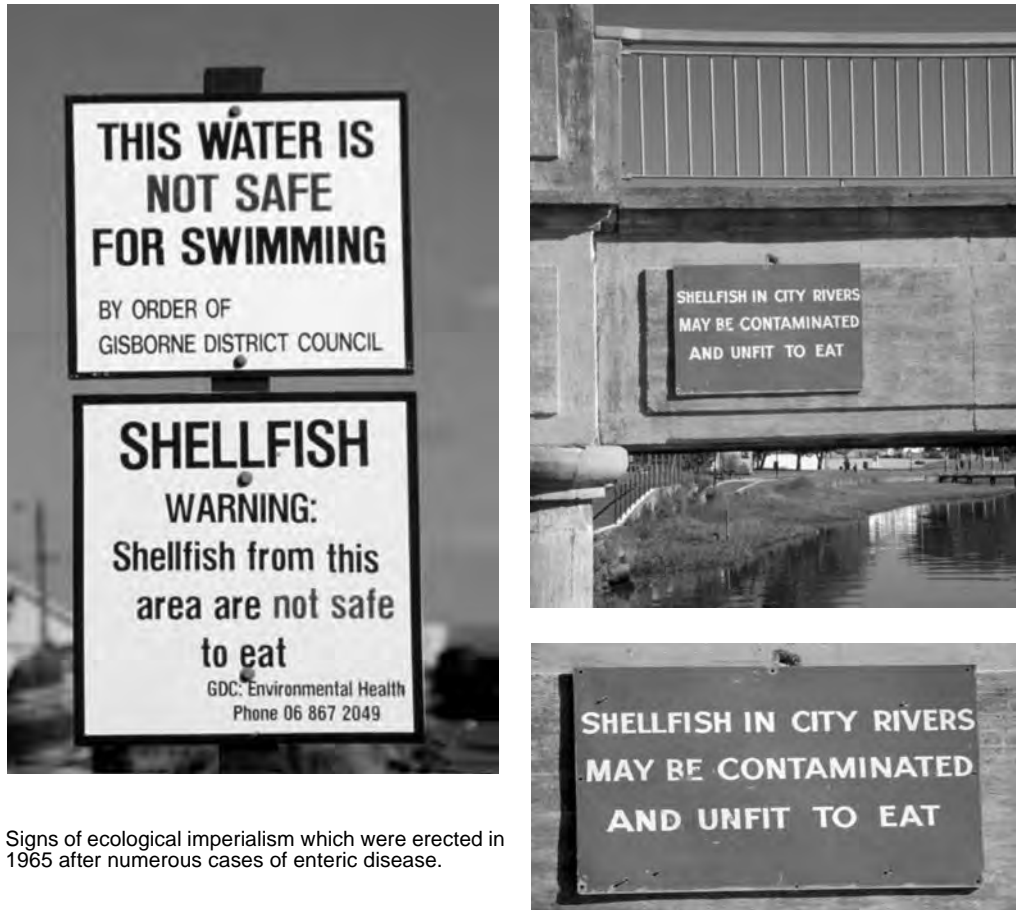 THIS WATER IS
NOT SAFE
FOR SWIMMING
BY ORDER OF
GISBORNE DISTRICT COUNCIL
SHELLFISH
WARNING:
Shellfish from this
area are not safe
to eat
GDC: Environmental Health
Phone 06 867 2049
SHELLFISH IN CITY RIVERS
MAY BE CONTAMINATED
AND UNFIT TO EAT
SHELLFISH IN CITY RIVERS
MAY BE CONTAMINATED
AND UNFIT TO EAT
Signs of ecological imperialism which were erected in
1965 after numerous cases of enteric disease.